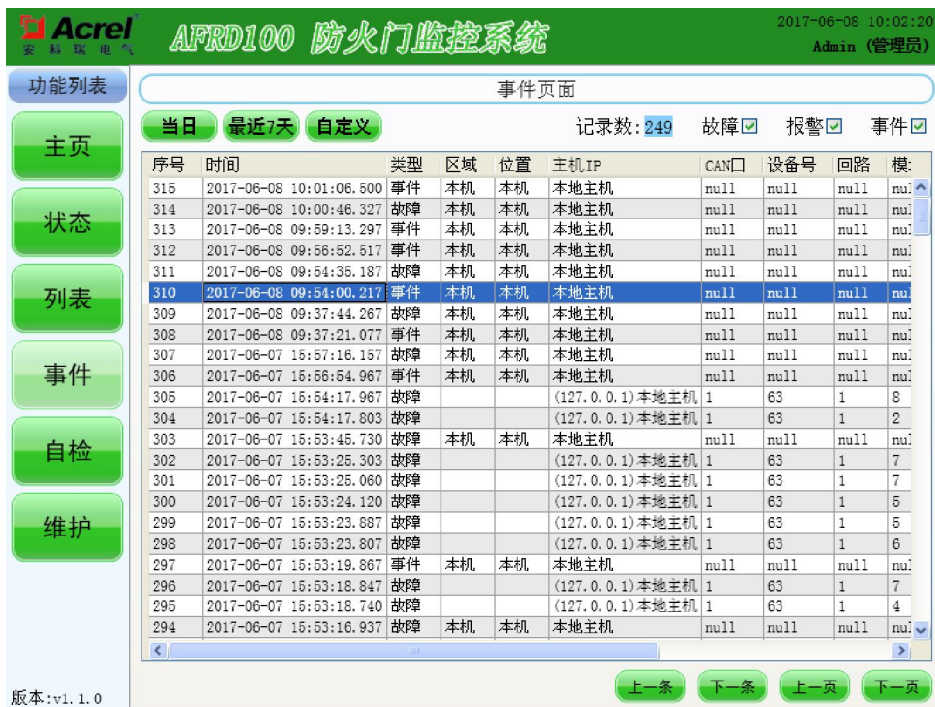 Acrel
安科瑞电气
AFRD100 防火门监控系统
2017-06-08 10:02:20
Admin (管理员)
功能列表
主页
状态
列表
事件
自检
维护
版本:v1.1.0
事件页面
当日 最近7天 自定义 记录数:249 故障 报警 事件
序号 时间 类型 区域 位置 主机IP CAN口 设备号 回路
315 2017-06-08 10:01:06.500 事件 本机 本机 本地主机 null null null nul
314 2017-06-08 10:00:46.327 故障 本机 本机 本地主机 null null null nul
313 2017-06-08 09:59:13.297 事件 本机 本机 本地主机 null null null nul
312 2017-06-08 09:56:52.517 事件 本机 本机 本地主机 null null null nul
311 2017-06-08 09:54:35.187 故障 本机 本机 本地主机 null null null nul
310 2017-06-08 09:54:00.217 事件 本机 本机 本地主机 null null null nul
309 2017-06-08 09:37:44.267 故障 本机 本机 本地主机 null null null nul
308 2017-06-08 09:37:21.077 事件 本机 本机 本地主机 null null null nul
307 2017-06-07 15:57:16.157 故障 本机 本机 本地主机 null null null nul
306 2017-06-07 15:56:54.967 事件 本机 本机 本地主机 null null null nul
305 2017-06-07 15:54:17.967 故障 (127.0.0.1)本地主机 1 63 1 8
304 2017-06-07 15:54:17.803 故障 (127.0.0.1)本地主机 1 63 1 2
303 2017-06-07 15:53:45.730 故障 本机 本机 本地主机 null null null nul
302 2017-06-07 15:53:25.303 故障 (127.0.0.1)本地主机 1 63 1 7
301 2017-06-07 15:53:25.060 故障 (127.0.0.1)本地主机 1 63 1 7
300 2017-06-07 15:53:24.120 故障 (127.0.0.1)本地主机 1 63 1 5
299 2017-06-07 15:53:23.887 故障 (127.0.0.1)本地主机 1 63 1 5
298 2017-06-07 15:53:23.807 故障 (127.0.0.1)本地主机 1 63 1 6
297 2017-06-07 15:53:19.867 事件 本机 本机 本地主机 null null null nul
296 2017-06-07 15:53:18.847 故障 (127.0.0.1)本地主机 1 63 1 7
295 2017-06-07 15:53:18.740 故障 (127.0.0.1)本地主机 1 63 1 4
294 2017-06-07 15:53:16.937 故障 本机 本机 本地主机 null null null nul
上一条 下一条 上一页 下一页